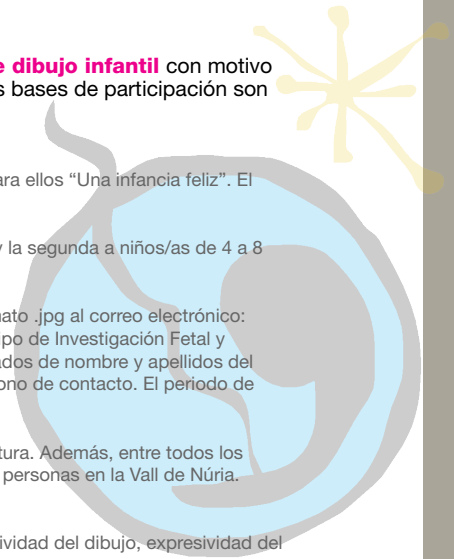 e dibujo infantil con motivo
s bases de participación son
ara ellos “Una infancia feliz”. El
y la segunda a niños/as de 4 a 8
nato .jpg al correo electrónico:
ipo de Investigación Fetal y
ados de nombre y apellidos del
ono de contacto. El periodo de
tura. Además, entre todos los
personas en la Vall de Núria.
ividad del dibujo, expresividad del